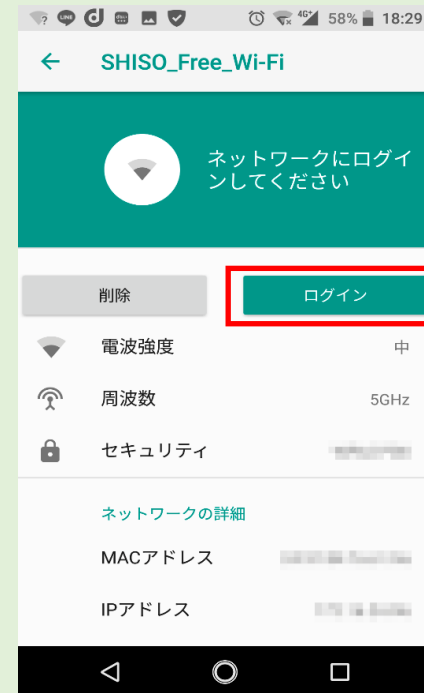 4G+ 58% 18:29
SHISO_Free_Wi-Fi
ネットワークにログイ
ンしてください
削除 ログイン
電波強度 中
周波数 5GHz
セキュリティ
ネットワークの詳細
MACアドレス
IPアドレス